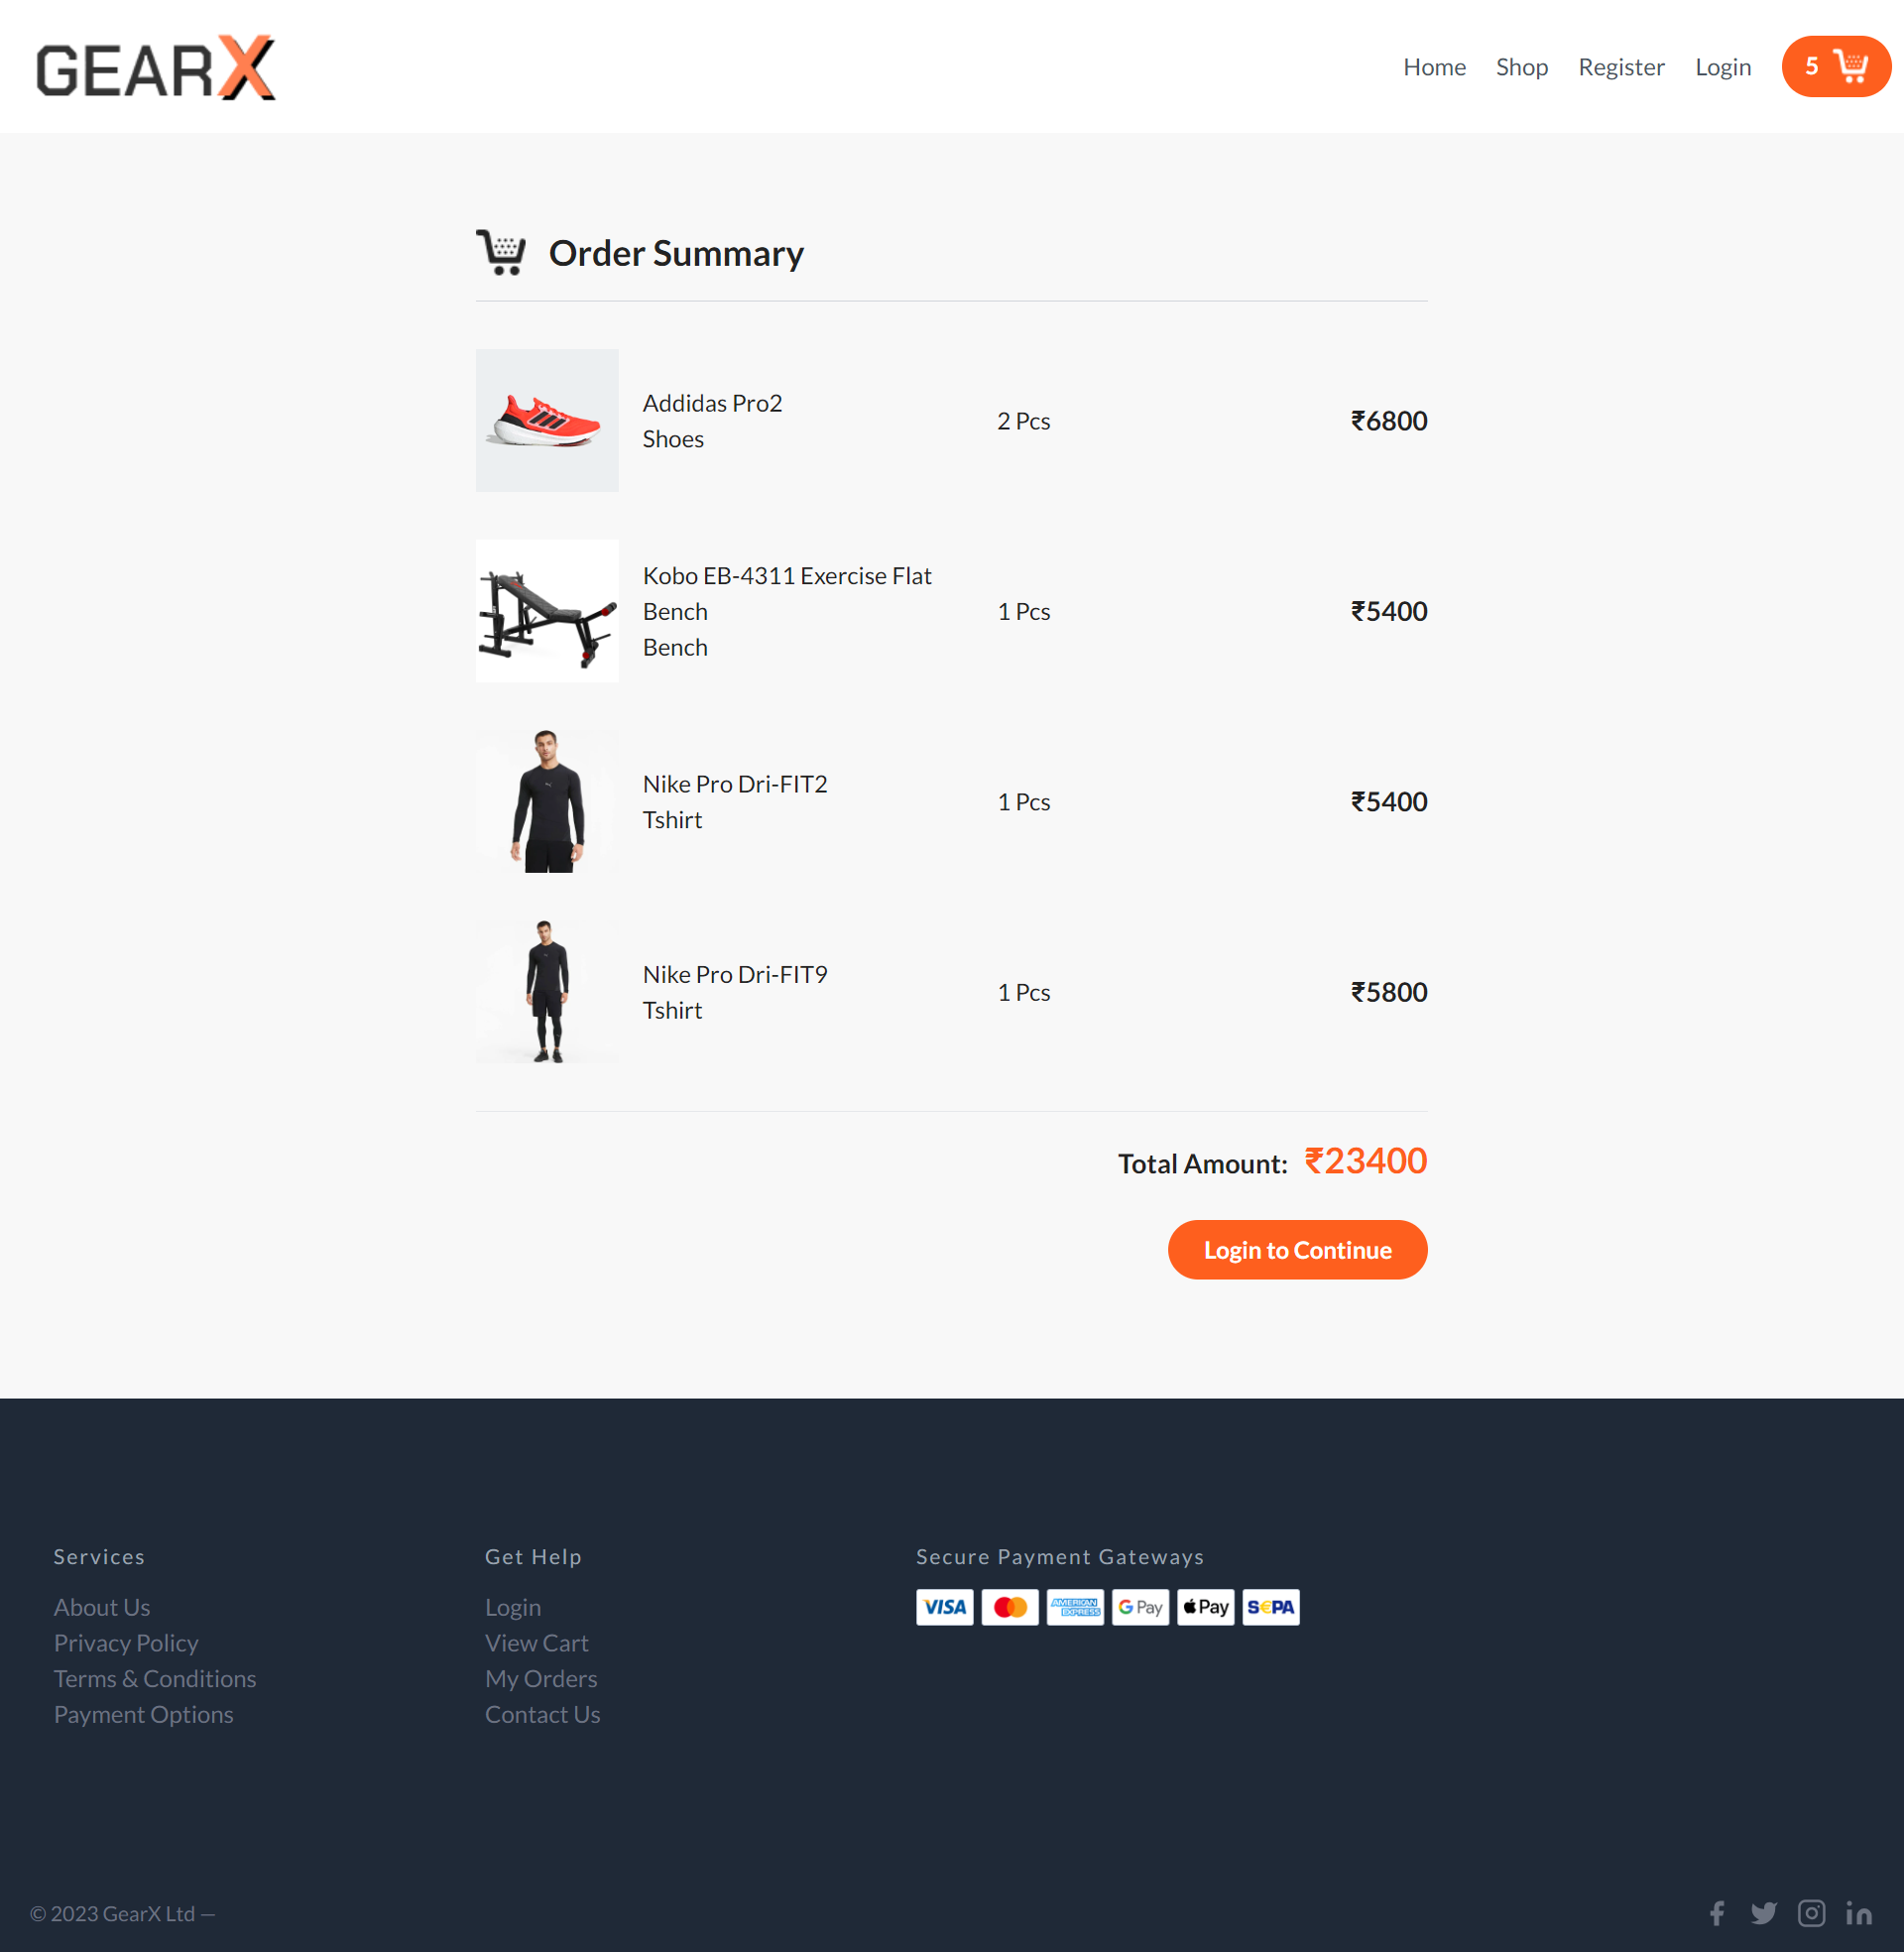 GEARX
Home Shop Register Login 5
Order Summary
Addidas Pro2
Shoes
2 Pcs
₹6800
Kobo EB-4311 Exercise Flat
Bench
Bench
1 Pcs
₹5400
Nike Pro Dri-FIT2
Tshirt
1 Pcs
₹5400
Nike Pro Dri-FIT9
Tshirt
1 Pcs
₹5800
Total Amount: ₹23400
Login to Continue
Services
About Us
Privacy Policy
Terms & Conditions
Payment Options
Get Help
Login
View Cart
My Orders
Contact Us
Secure Payment Gateways
VISA AMERICAN EXPRESS G Pay Pay S€PA
© 2023 GearX Ltd —